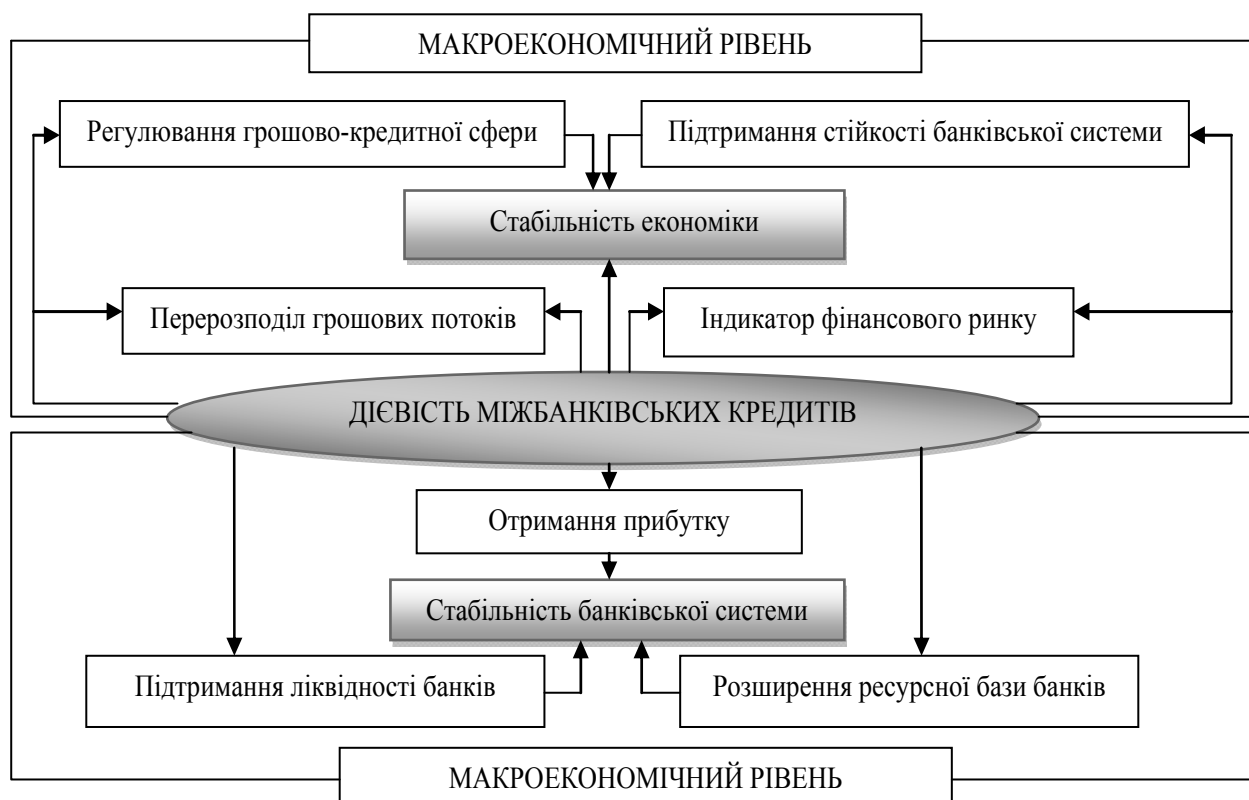 МАКРОЕКОНОМІЧНИЙ РІВЕНЬ
Регулювання грошово-кредитної сфери
Підтримання стійкості банківської системи
Стабільність економіки
Перерозподіл грошових потоків
Індикатор фінансового ринку
ДІЄВІСТЬ МІЖБАНКІВСЬКИХ КРЕДИТІВ
Отримання прибутку
Стабільність банківської системи
Підтримання ліквідності банків
Розширення ресурсної бази банків
МАКРОЕКОНОМІЧНИЙ РІВЕНЬ